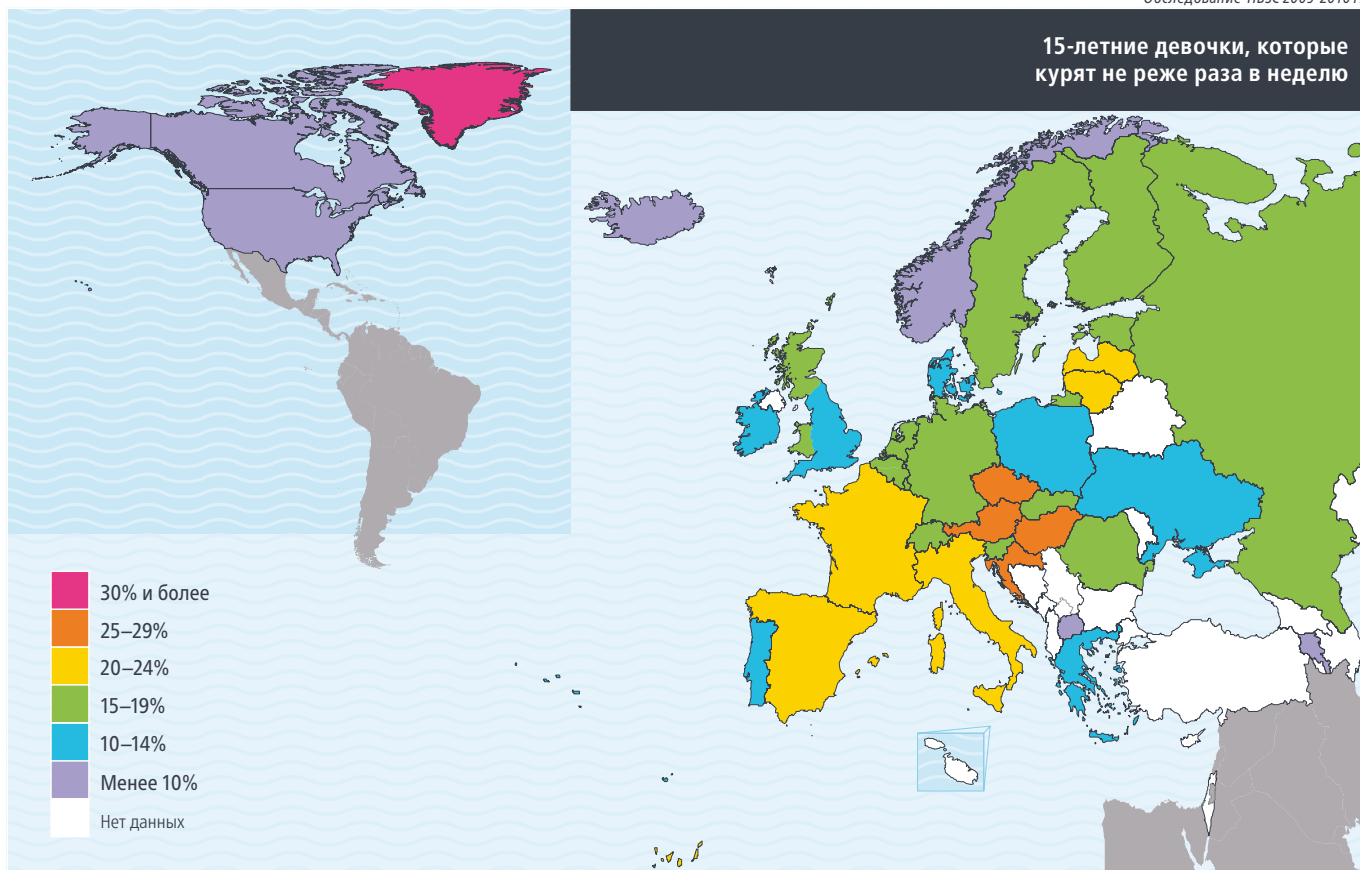 15-летние девочки, которые
курят не реже раза в неделю
30% и более
25–29%
20–24%
15–19%
10–14%
Менее 10%
Нет данных